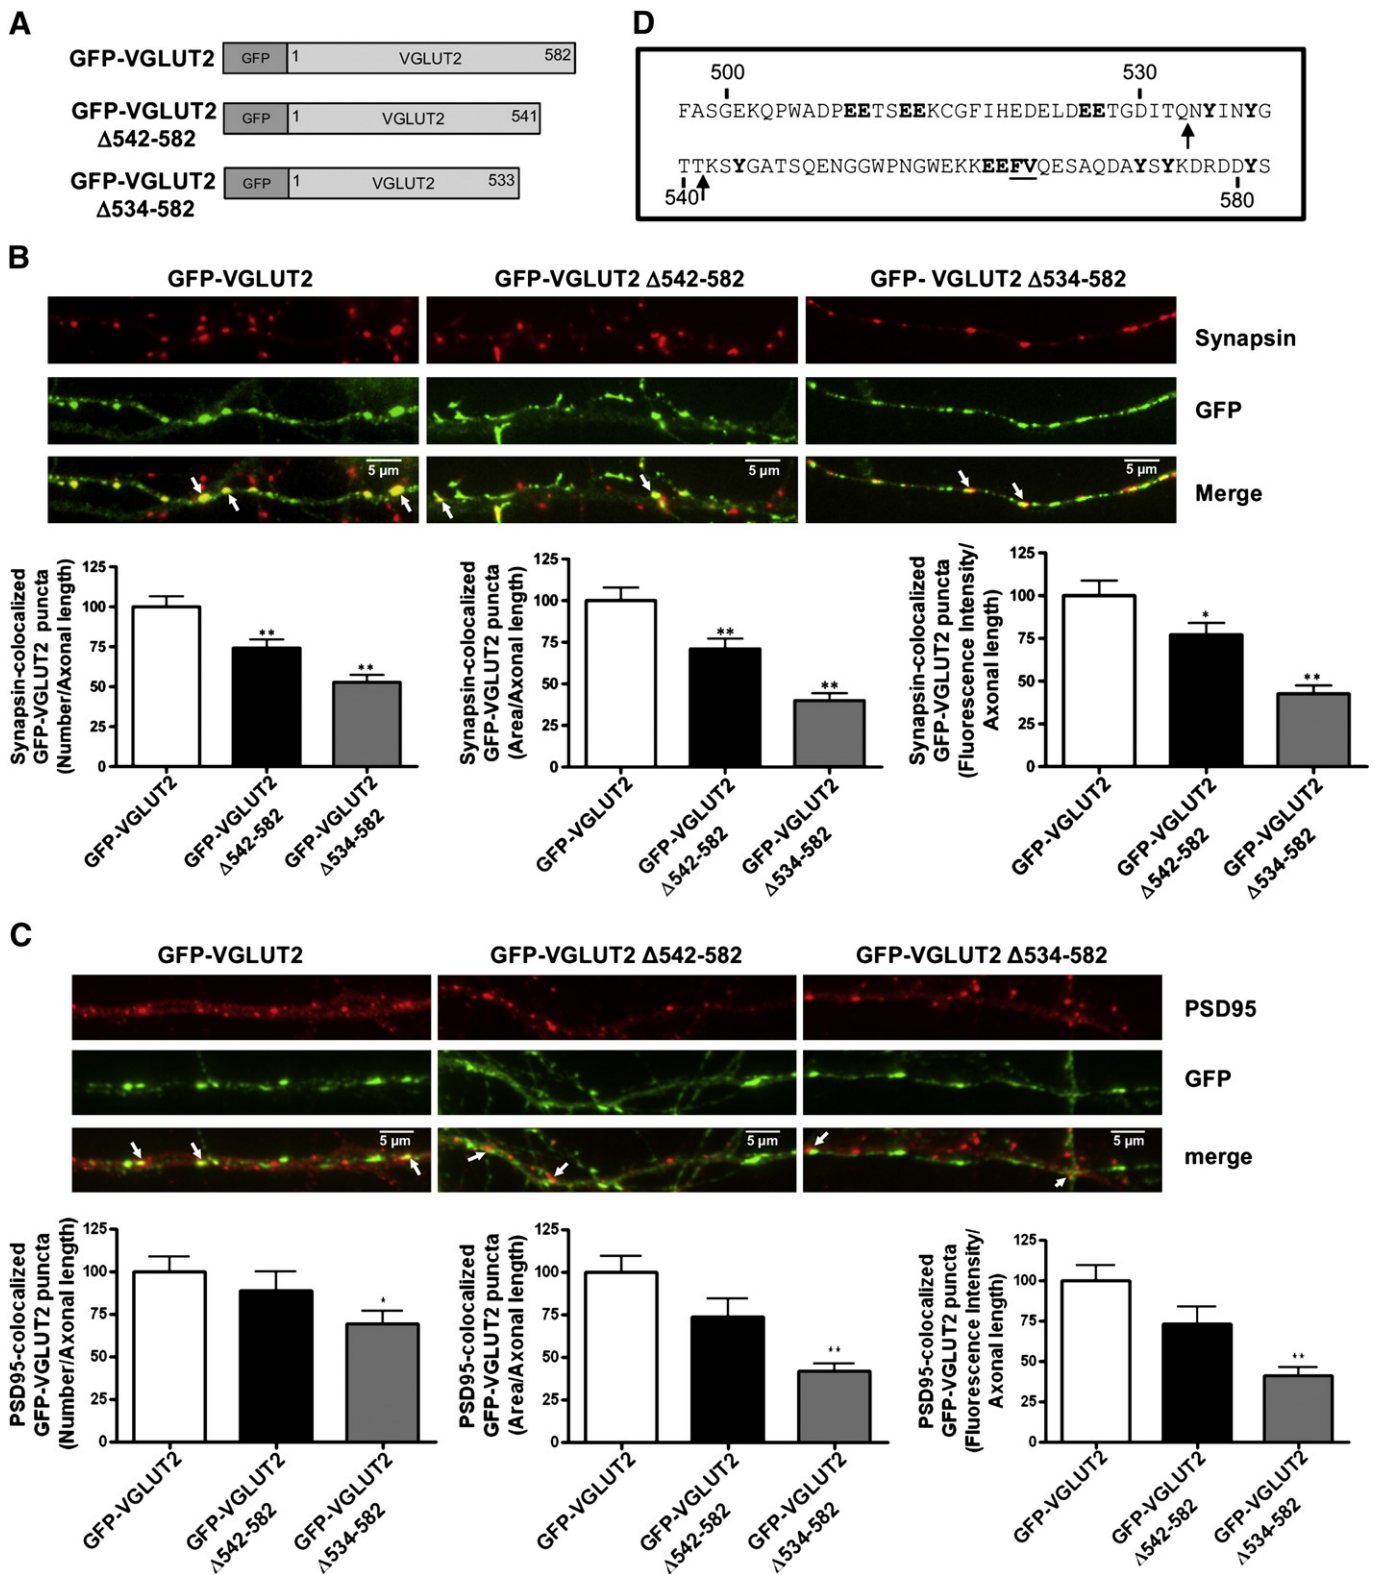 A
GFP-VGLUT2
GFP
1
VGLUT2
582
GFP-VGLUT2
Δ542-582
GFP
1
VGLUT2
541
GFP-VGLUT2
Δ534-582
GFP
1
VGLUT2
533
D
500
530
FASGEKQPWADPEETSEEKCGFIHEDELDEETGDITQNYINYG
TTKSYGATSQENGGWPNGWEKKEEFVQESAQDAYSYKDRDDYS
540
580
B
GFP-VGLUT2
GFP-VGLUT2 Δ542-582
GFP- VGLUT2 Δ534-582
Synapsin
GFP
5 µm
5 µm
5 µm
Merge
Synapsin-colocalized
GFP-VGLUT2 puncta
(Number/Axonal length)
125
100
75
50
25
0
**
**
GFP-VGLUT2
GFP-VGLUT2
Δ542-582
GFP-VGLUT2
Δ534-582
Synapsin-colocalized
GFP-VGLUT2 puncta
(Area/Axonal length)
125
100
75
50
25
0
**
**
GFP-VGLUT2
GFP-VGLUT2
Δ542-582
GFP-VGLUT2
Δ534-582
Synapsin-colocalized
GFP-VGLUT2 puncta
(Fluorescence Intensity/
Axonal length)
125
100
75
50
25
0
*
**
GFP-VGLUT2
GFP-VGLUT2
Δ542-582
GFP-VGLUT2
Δ534-582
C
GFP-VGLUT2
GFP-VGLUT2 Δ542-582
GFP-VGLUT2 Δ534-582
PSD95
GFP
5 µm
5 µm
5 µm
merge
PSD95-colocalized
GFP-VGLUT2 puncta
(Number/Axonal length)
125
100
75
50
25
0
*
GFP-VGLUT2
GFP-VGLUT2
Δ542-582
GFP-VGLUT2
Δ534-582
PSD95-colocalized
GFP-VGLUT2 puncta
(Area/Axonal length)
125
100
75
50
25
0
**
GFP-VGLUT2
GFP-VGLUT2
Δ542-582
GFP-VGLUT2
Δ534-582
PSD95-colocalized
GFP-VGLUT2 puncta
(Fluorescence Intensity/
Axonal length)
125
100
75
50
25
0
**
GFP-VGLUT2
GFP-VGLUT2
Δ542-582
GFP-VGLUT2
Δ534-582